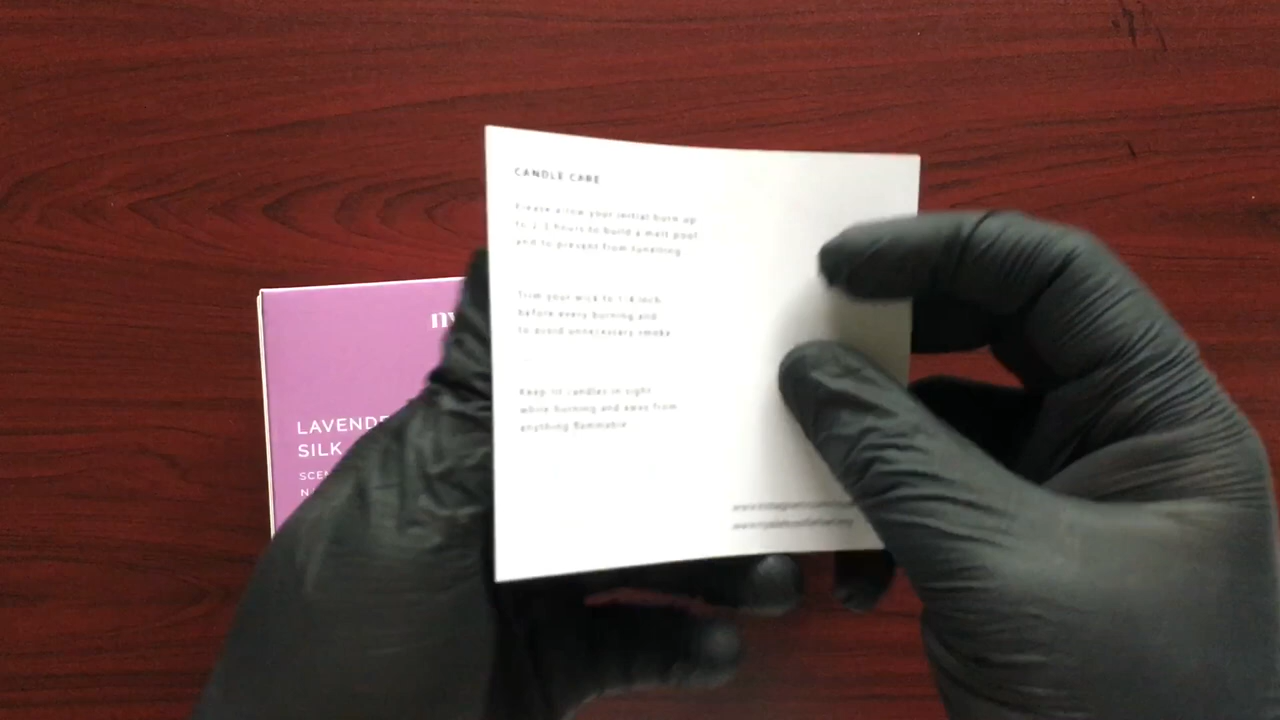 CANDLE CARE
Please allow your initial burn up
to 2-3 hours to build a melt pool
and to prevent from tunelling
Trim your wick to 1/4 inch
before every burning and
to avoid unnecessary smoke
Keep lit candles in sight
while burning and away from
anything flammable
LAVENDE
SILK
SCEN